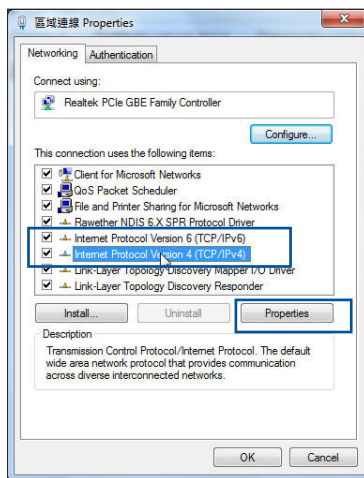 區域連線 Properties
Networking Authentication
Connect using:
Realtek PCIe GBE Family Controller
Configure...
This connection uses the following items:
Client for Microsoft Networks
QoS Packet Scheduler
File and Printer Sharing for Microsoft Networks
Rawether NDIS 6.X SPR Protocol Driver
Internet Protocol Version 6 (TCP/IPv6)
Internet Protocol Version 4 (TCP/IPv4)
Link-Layer Topology Discovery Mapper I/O Driver
Link-Layer Topology Discovery Responder
Install... Uninstall Properties
Description
Transmission Control Protocol/Internet Protocol. The default
wide area network protocol that provides communication
across diverse interconnected networks.
OK Cancel